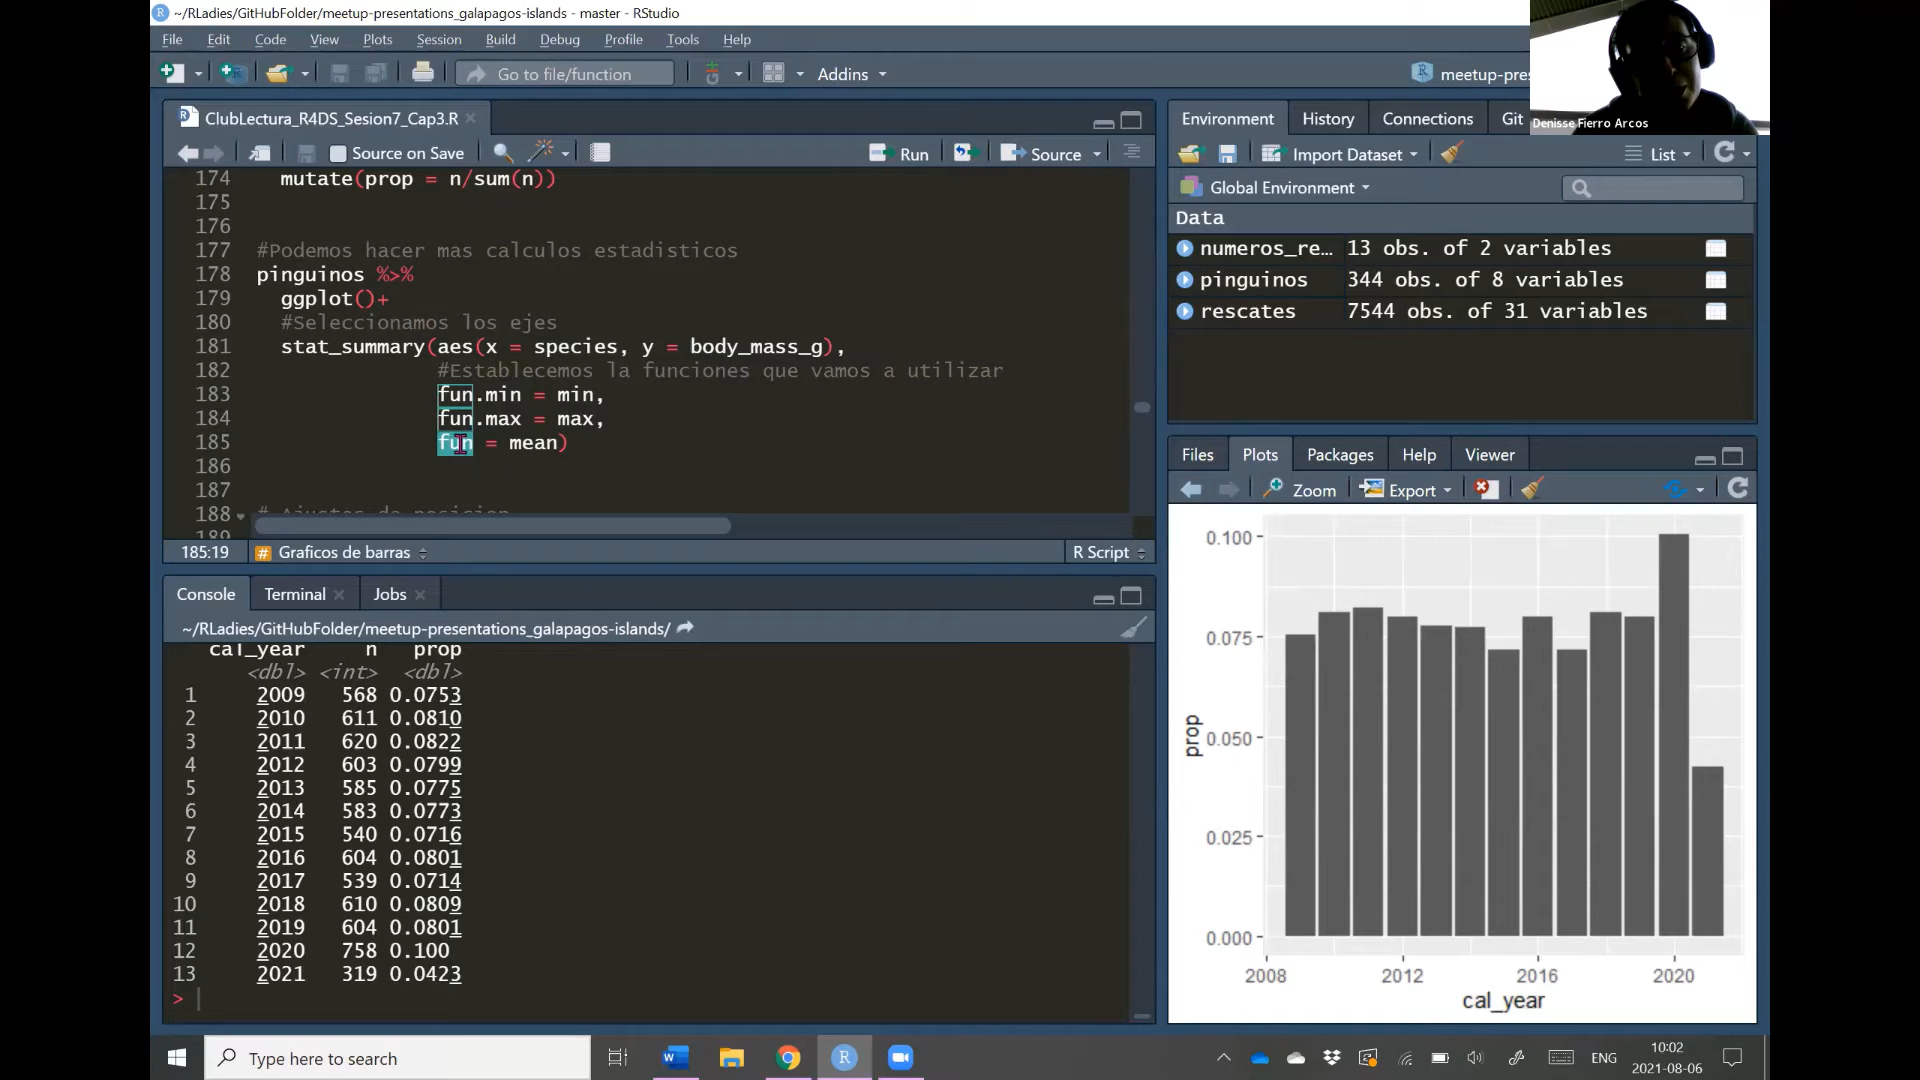 ~/RLadies/GitHubFolder/meetup-presentations_galapagos-islands - master - RStudio
File Edit Code View Plots Session Build Debug Profile Tools Help
Go to file/function Addins meetup-pres
Denisse Fierro Arcos
ClubLectura_R4DS_Sesion7_Cap3.R
Source on Save Run Source
174 mutate(prop = n/sum(n))
175
176
177 #Podemos hacer mas calculos estadisticos
178 pinguinos %>%
179 ggplot()+
180 #Seleccionamos los ejes
181 stat_summary(aes(x = species, y = body_mass_g),
182 #Establecemos la funciones que vamos a utilizar
183 fun.min = min,
184 fun.max = max,
185 fun = mean)
186
187
188 # Ajustes de posicion
189
185:19 # Graficos de barras R Script
Console Terminal Jobs
~/RLadies/GitHubFolder/meetup-presentations_galapagos-islands/
cal_year n prop
<dbl> <int> <dbl>
1 2009 568 0.0753
2 2010 611 0.0810
3 2011 620 0.0822
4 2012 603 0.0799
5 2013 585 0.0775
6 2014 583 0.0773
7 2015 540 0.0716
8 2016 604 0.0801
9 2017 539 0.0714
10 2018 610 0.0809
11 2019 604 0.0801
12 2020 758 0.100
13 2021 319 0.0423
>
Environment History Connections Git
Import Dataset List
Global Environment
Data
numeros_re… 13 obs. of 2 variables
pinguinos 344 obs. of 8 variables
rescates 7544 obs. of 31 variables
Files Plots Packages Help Viewer
Zoom Export
0.100
0.075
0.050
0.025
0.000
prop
2008 2012 2016 2020
cal_year
Type here to search
ENG
10:02
2021-08-06